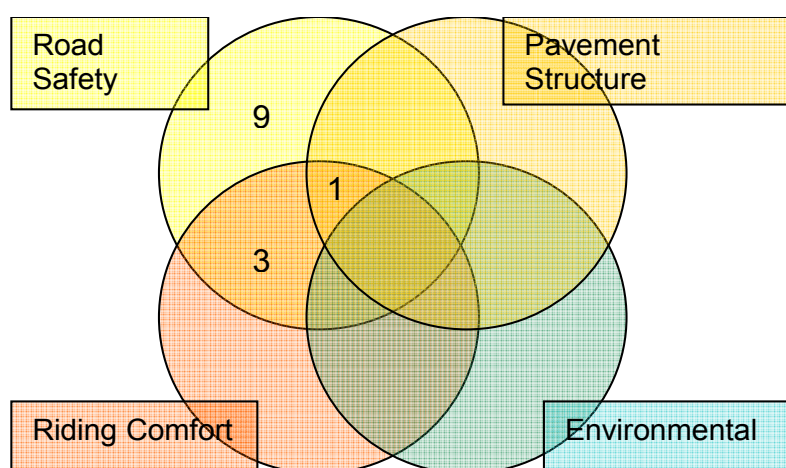 Road
Safety
Pavement
Structure
9
1
3
Riding Comfort
Environmental